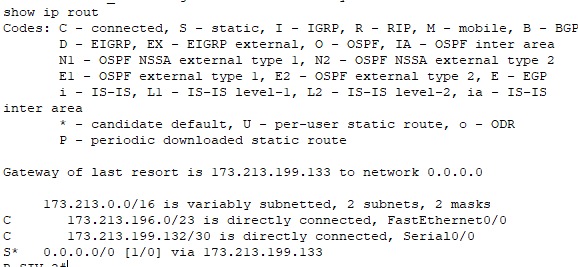 show ip rout
Codes: C - connected, S - static, I - IGRP, R - RIP, M - mobile, B - BGP
D - EIGRP, EX - EIGRP external, O - OSPF, IA - OSPF inter area
N1 - OSPF NSSA external type 1, N2 - OSPF NSSA external type 2
E1 - OSPF external type 1, E2 - OSPF external type 2, E - EGP
i - IS-IS, L1 - IS-IS level-1, L2 - IS-IS level-2, ia - IS-IS
inter area
* - candidate default, U - per-user static route, o - ODR
P - periodic downloaded static route
Gateway of last resort is 173.213.199.133 to network 0.0.0.0
173.213.0.0/16 is variably subnetted, 2 subnets, 2 masks
C 173.213.196.0/23 is directly connected, FastEthernet0/0
C 173.213.199.132/30 is directly connected, Serial0/0
S* 0.0.0.0/0 [1/0] via 173.213.199.133